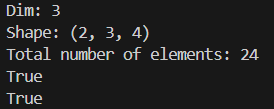 Dim: 3
Shape: (2, 3, 4)
Total number of elements: 24
True
True